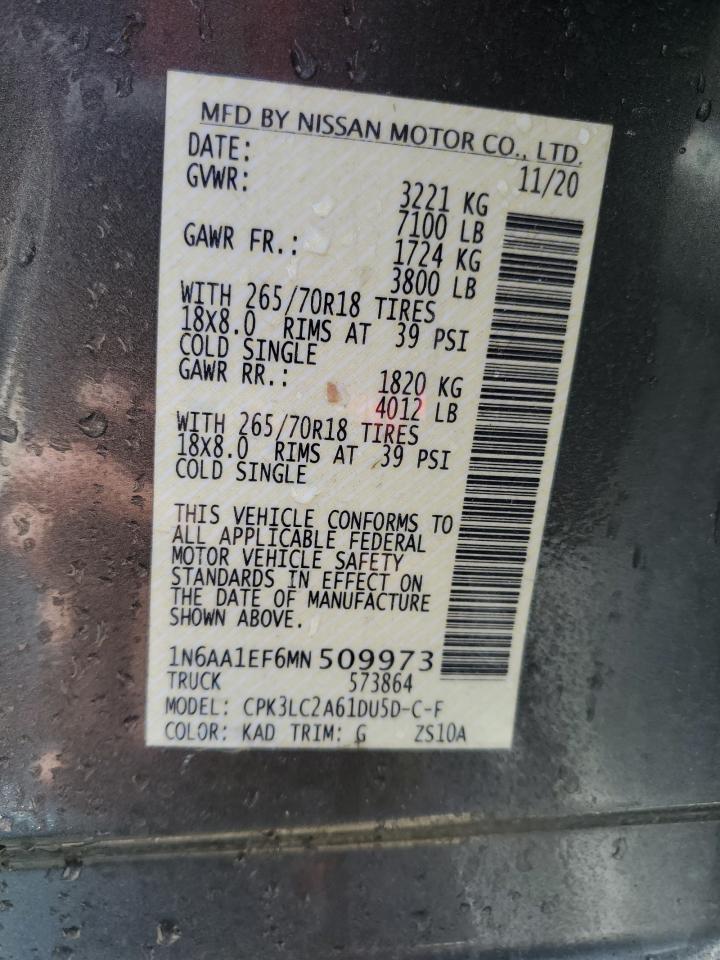 MFD BY NISSAN MOTOR CO., LTD.
DATE: 11/20
GVWR: 3221 KG
7100 LB
GAWR FR.: 1724 KG
3800 LB
WITH 265/70R18 TIRES
18X8.0 RIMS AT 39 PSI
COLD SINGLE
GAWR RR.: 1820 KG
4012 LB
WITH 265/70R18 TIRES
18X8.0 RIMS AT 39 PSI
COLD SINGLE
THIS VEHICLE CONFORMS TO
ALL APPLICABLE FEDERAL
MOTOR VEHICLE SAFETY
STANDARDS IN EFFECT ON
THE DATE OF MANUFACTURE
SHOWN ABOVE.
1N6AA1EF6MN 509973
TRUCK 573864
MODEL: CPK3LC2A61DU5D-C-F
COLOR: KAD TRIM: G ZS10A